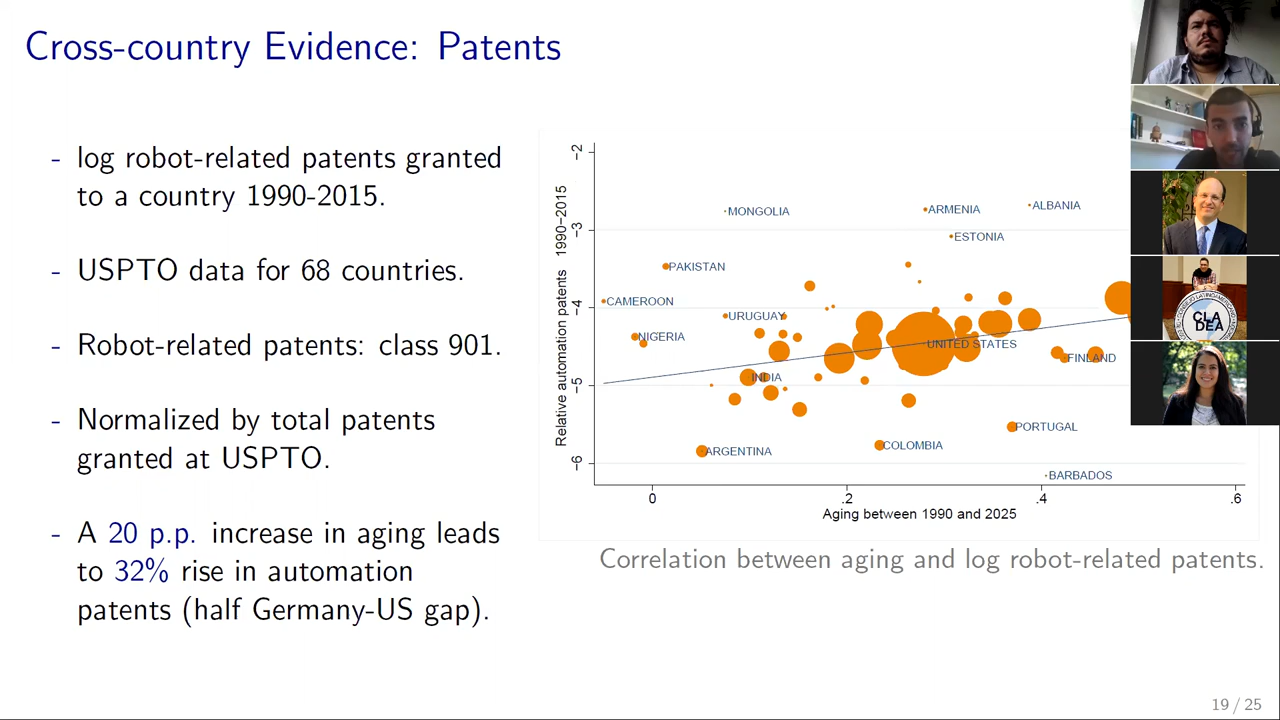 Cross-country Evidence: Patents
- log robot-related patents granted
to a country 1990-2015.
- USPTO data for 68 countries.
- Robot-related patents: class 901.
- Normalized by total patents
granted at USPTO.
- A 20 p.p. increase in aging leads
to 32% rise in automation
patents (half Germany-US gap).
Relative automation patents 1990–2015
-2
-3
-4
-5
-6
MONGOLIA
ARMENIA
ALBANIA
ESTONIA
PAKISTAN
CAMEROON
URUGUAY
NIGERIA
UNITED STATES
FINLAND
INDIA
PORTUGAL
COLOMBIA
ARGENTINA
BARBADOS
0
.2
.4
.6
Aging between 1990 and 2025
Correlation between aging and log robot-related patents.
CLA
DEA
19 / 25